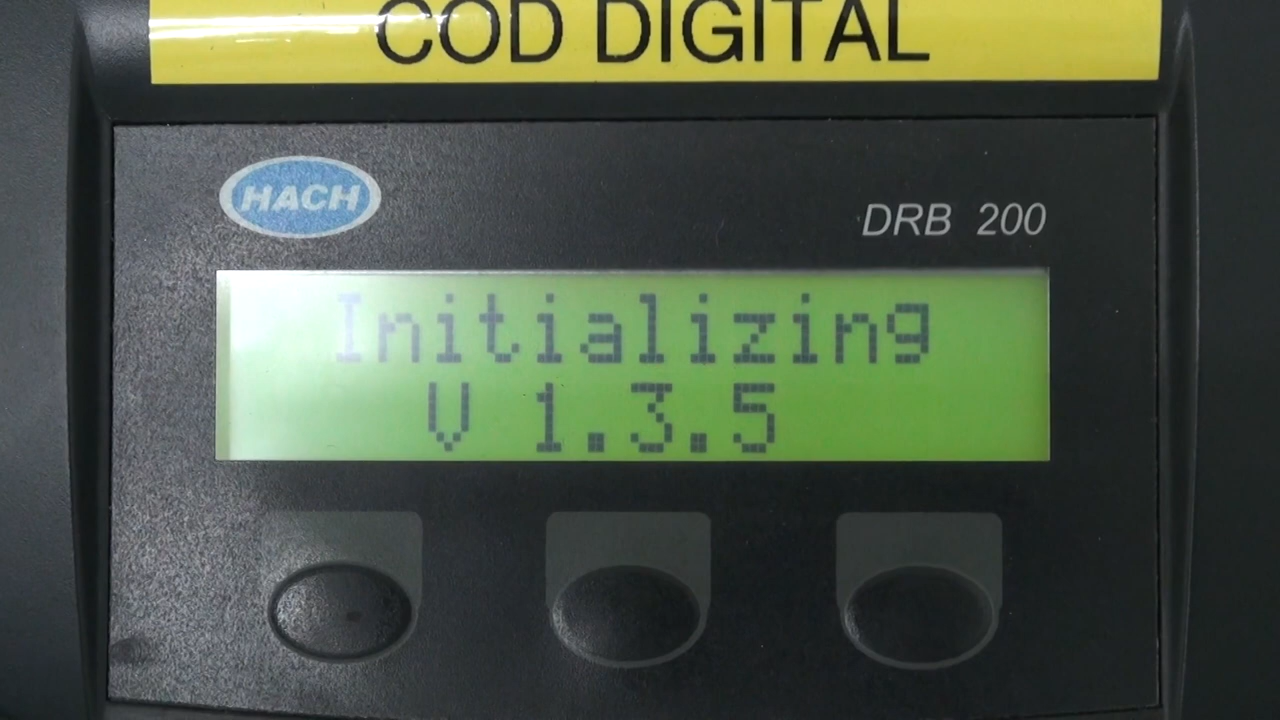 COD DIGITAL
HACH
DRB 200
Initializing
V 1.3.5